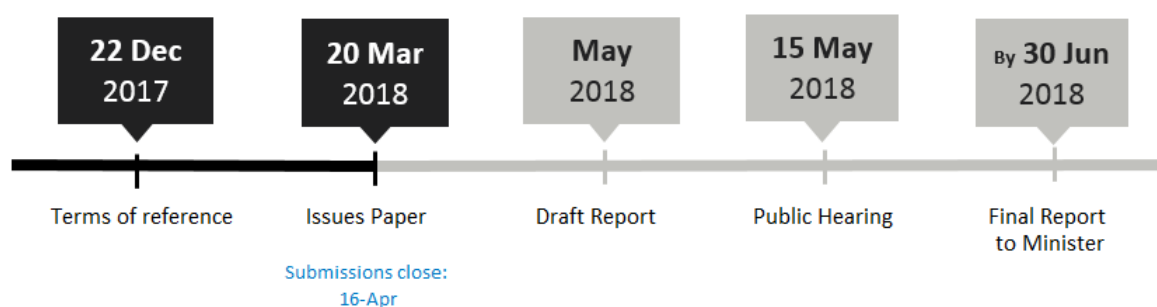 22 Dec
2017
20 Mar
2018
May
2018
15 May
2018
By 30 Jun
2018
Terms of reference
Issues Paper
Draft Report
Public Hearing
Final Report
to Minister
Submissions close:
16-Apr